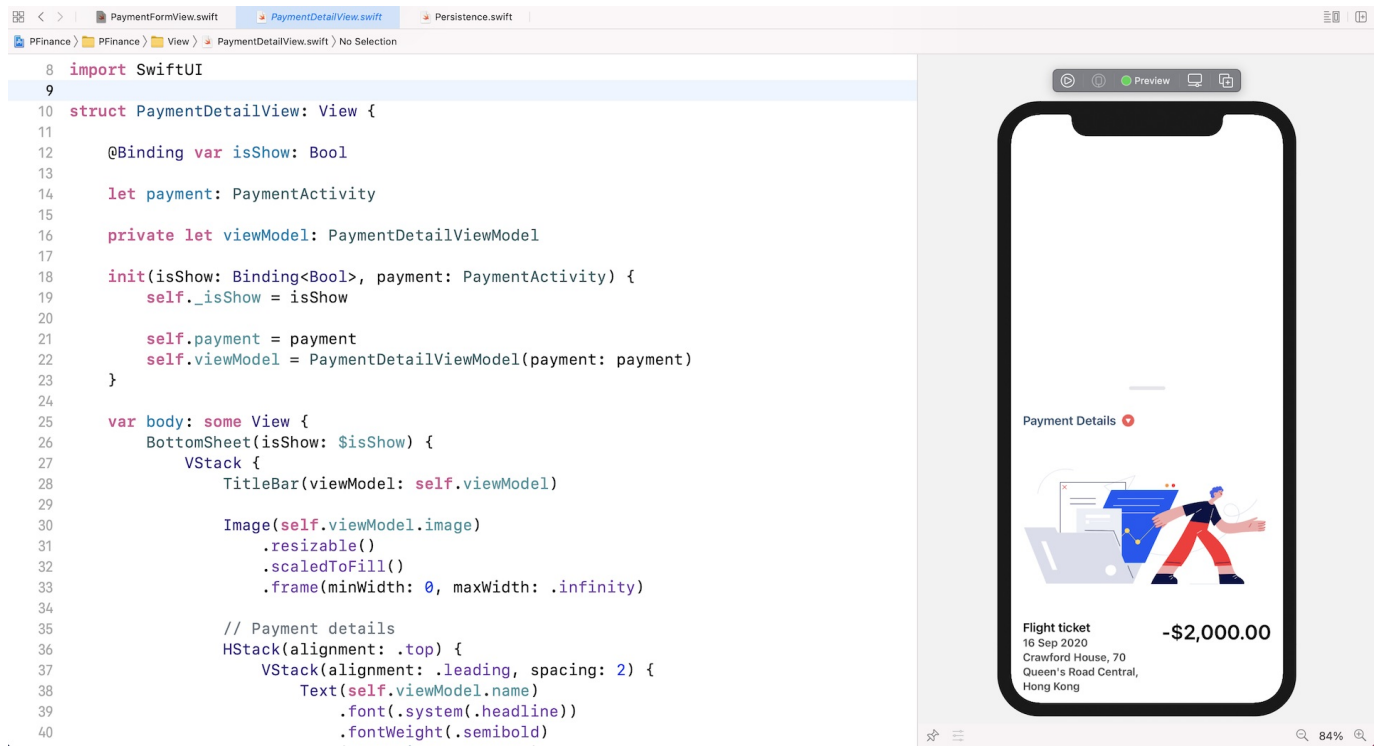 PaymentFormView.swift PaymentDetailView.swift Persistence.swift
PFinance PFinance View PaymentDetailView.swift No Selection
8 import SwiftUI
9
10 struct PaymentDetailView: View {
11
12 @Binding var isShow: Bool
13
14 let payment: PaymentActivity
15
16 private let viewModel: PaymentDetailViewModel
17
18 init(isShow: Binding<Bool>, payment: PaymentActivity) {
19 self._isShow = isShow
20
21 self.payment = payment
22 self.viewModel = PaymentDetailViewModel(payment: payment)
23 }
24
25 var body: some View {
26 BottomSheet(isShow: $isShow) {
27 VStack {
28 TitleBar(viewModel: self.viewModel)
29
30 Image(self.viewModel.image)
31 .resizable()
32 .scaledToFill()
33 .frame(minWidth: 0, maxWidth: .infinity)
34
35 // Payment details
36 HStack(alignment: .top) {
37 VStack(alignment: .leading, spacing: 2) {
38 Text(self.viewModel.name)
39 .font(.system(.headline))
40 .fontWeight(.semibold)
Preview
Payment Details
Flight ticket
-$2,000.00
16 Sep 2020
Crawford House, 70
Queen's Road Central,
Hong Kong
84%